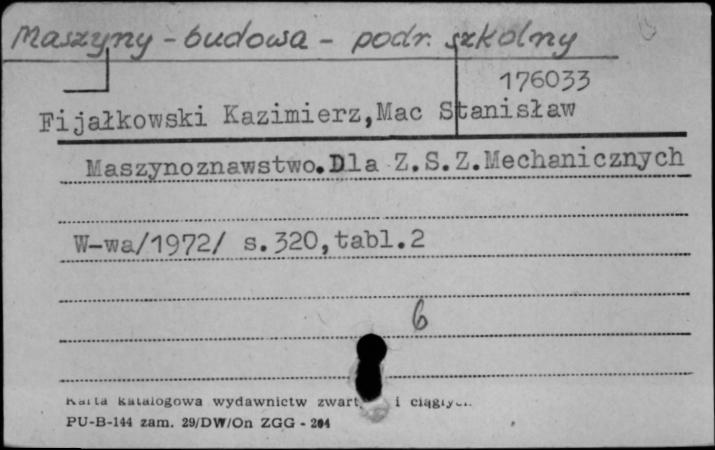 Maszyny - budowa - podr. szkolny
176033
Fijałkowski Kazimierz,Mac Stanisław
Maszynoznawstwo.Dla Z.S.Z.Mechanicznych
W-wa/1972/ s.320,tabl.2
6
Karta katalogowa wydawnictw zwart i ciągłych
PU-B-144 zam. 29/DW/On ZGG - 204